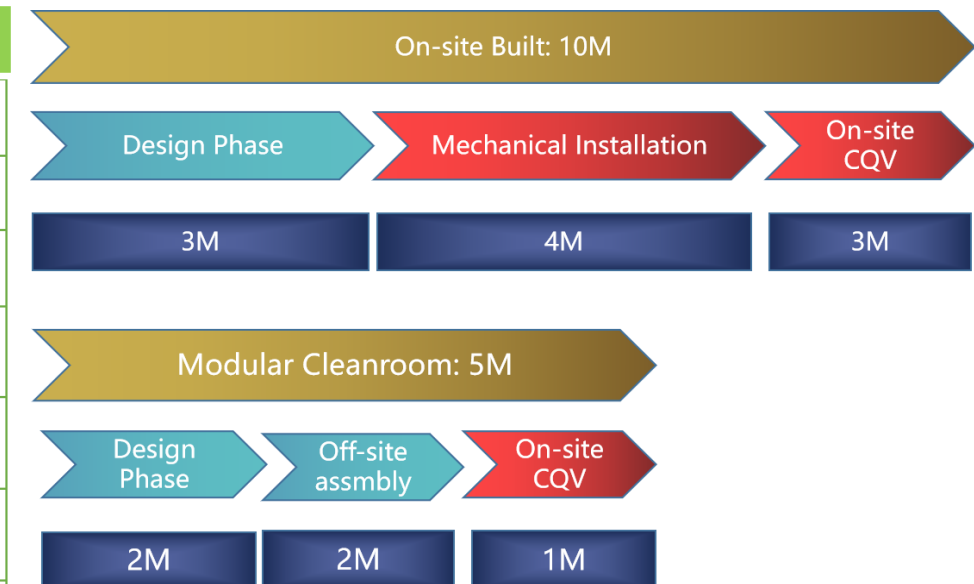 On-site Built: 10M
Design Phase
Mechanical Installation
On-site
CQV
3M
4M
3M
Modular Cleanroom: 5M
Design
Phase
Off-site
assmbly
On-site
CQV
2M
2M
1M